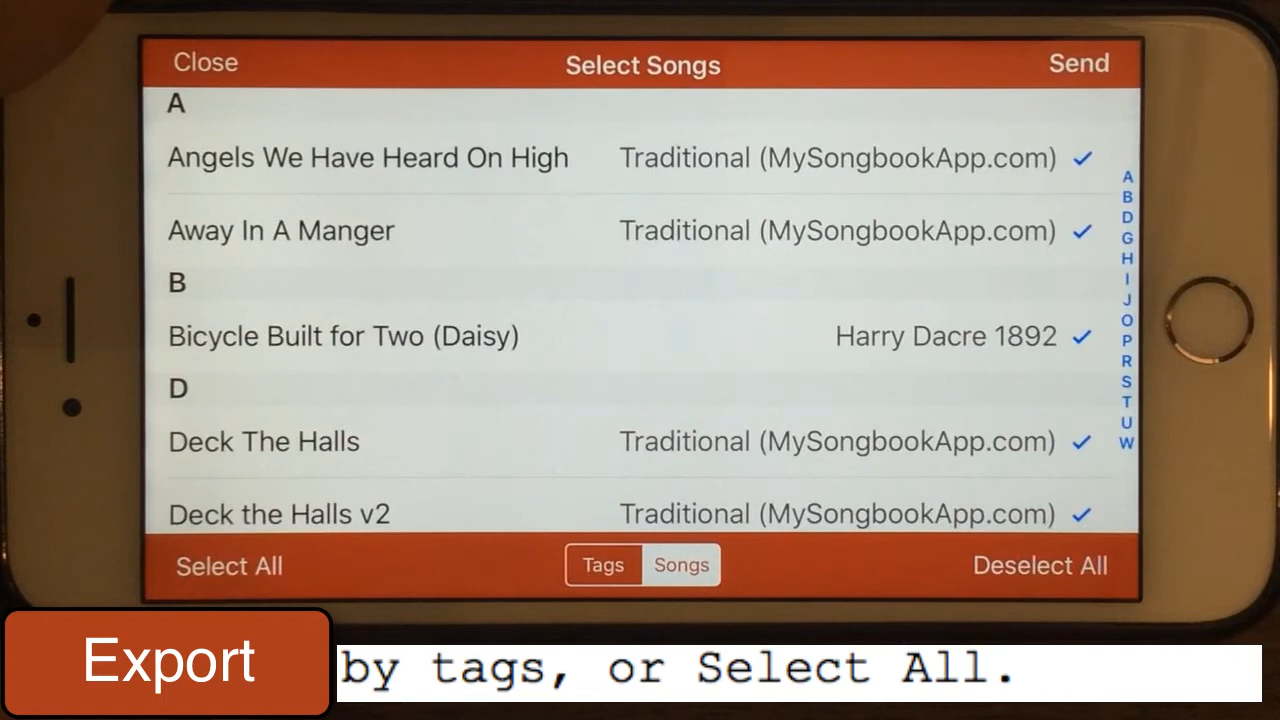 Close Select Songs Send
A
Angels We Have Heard On High Traditional (MySongbookApp.com)
Away In A Manger Traditional (MySongbookApp.com)
B
Bicycle Built for Two (Daisy) Harry Dacre 1892
D
Deck The Halls Traditional (MySongbookApp.com)
Deck the Halls v2 Traditional (MySongbookApp.com)
A
B
D
G
H
I
J
O
P
R
S
T
U
W
Select All Tags Songs Deselect All
Export by tags, or Select All.